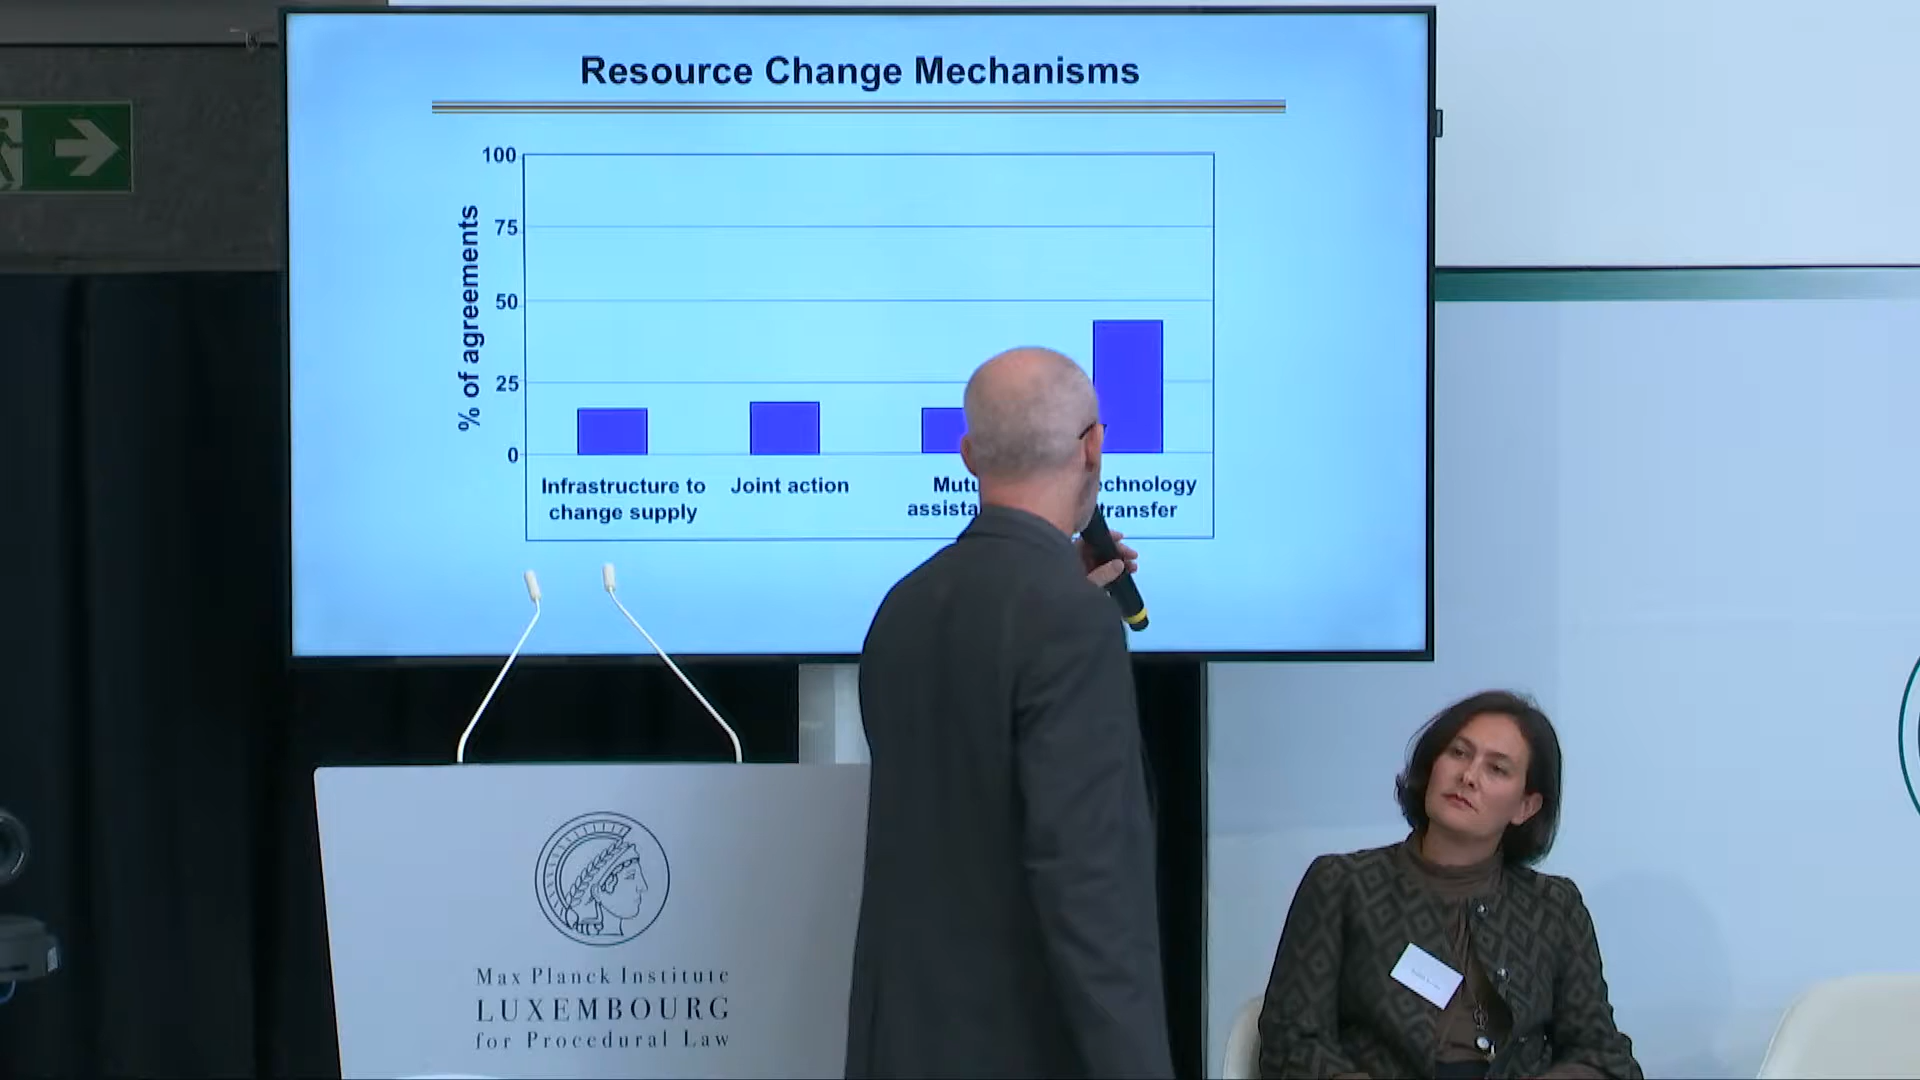 Resource Change Mechanisms
100
75
50
25
0
% of agreements
Infrastructure to
change supply
Joint action
Mutu
assista
echnology
transfer
Max Planck Institute
LUXEMBOURG
for Procedural Law